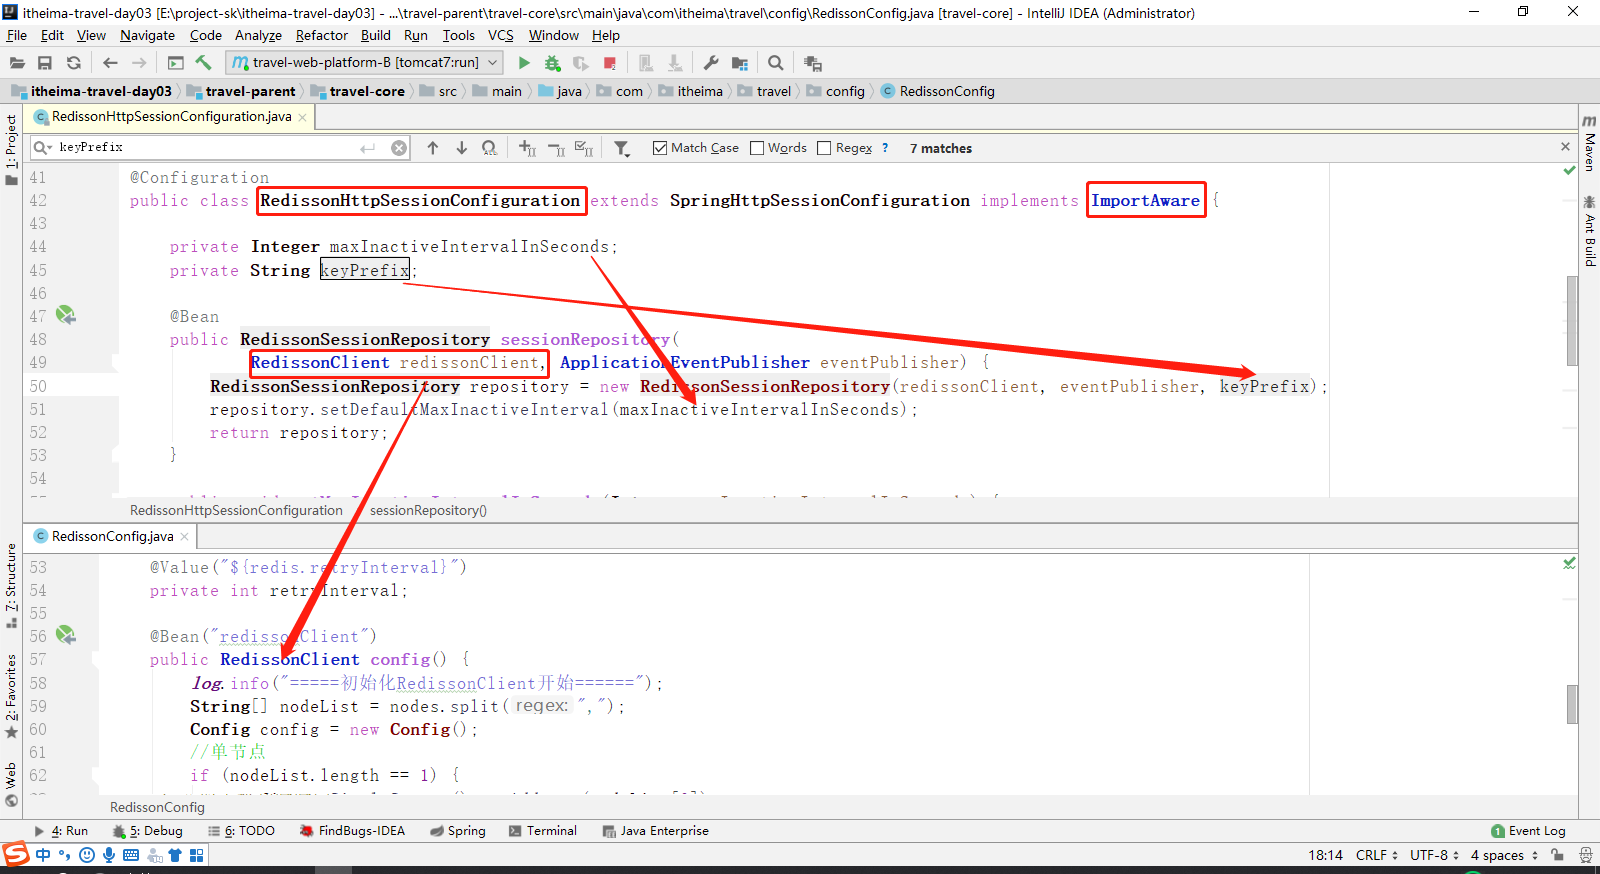 itheima-travel-day03 [E:\project-sk\itheima-travel-day03] - ...\travel-parent\travel-core\src\main\java\com\itheima\travel\config\RedissonConfig.java [travel-core] - IntelliJ IDEA (Administrator)
File Edit View Navigate Code Analyze Refactor Build Run Tools VCS Window Help
travel-web-platform-B [tomcat7:run]
itheima-travel-day03 travel-parent travel-core src main java com itheima travel config RedissonConfig
RedissonHttpSessionConfiguration.java
keyPrefix Match Case Words Regex ? 7 matches
41 @Configuration
42 public class RedissonHttpSessionConfiguration extends SpringHttpSessionConfiguration implements ImportAware {
43
44 private Integer maxInactiveIntervalInSeconds;
45 private String keyPrefix;
46
47 @Bean
48 public RedissonSessionRepository sessionRepository(
49 RedissonClient redissonClient, ApplicationEventPublisher eventPublisher) {
50 RedissonSessionRepository repository = new RedissonSessionRepository(redissonClient, eventPublisher, keyPrefix);
51 repository.setDefaultMaxInactiveInterval(maxInactiveIntervalInSeconds);
52 return repository;
53 }
54
RedissonHttpSessionConfiguration sessionRepository()
RedissonConfig.java
53 @Value("${redis.retryInterval}")
54 private int retryInterval;
55
56 @Bean("redissonClient")
57 public RedissonClient config() {
58 log.info("=====初始化RedissonClient开始======");
59 String[] nodeList = nodes.split( regex: ",");
60 Config config = new Config();
61 //单节点
62 if (nodeList.length == 1) {
RedissonConfig
1: Project
7: Structure
2: Favorites
Web
Maven
Ant Build
4: Run 5: Debug 6: TODO FindBugs-IDEA Spring Terminal Java Enterprise 1 Event Log
中 18:14 CRLF UTF-8 4 spaces